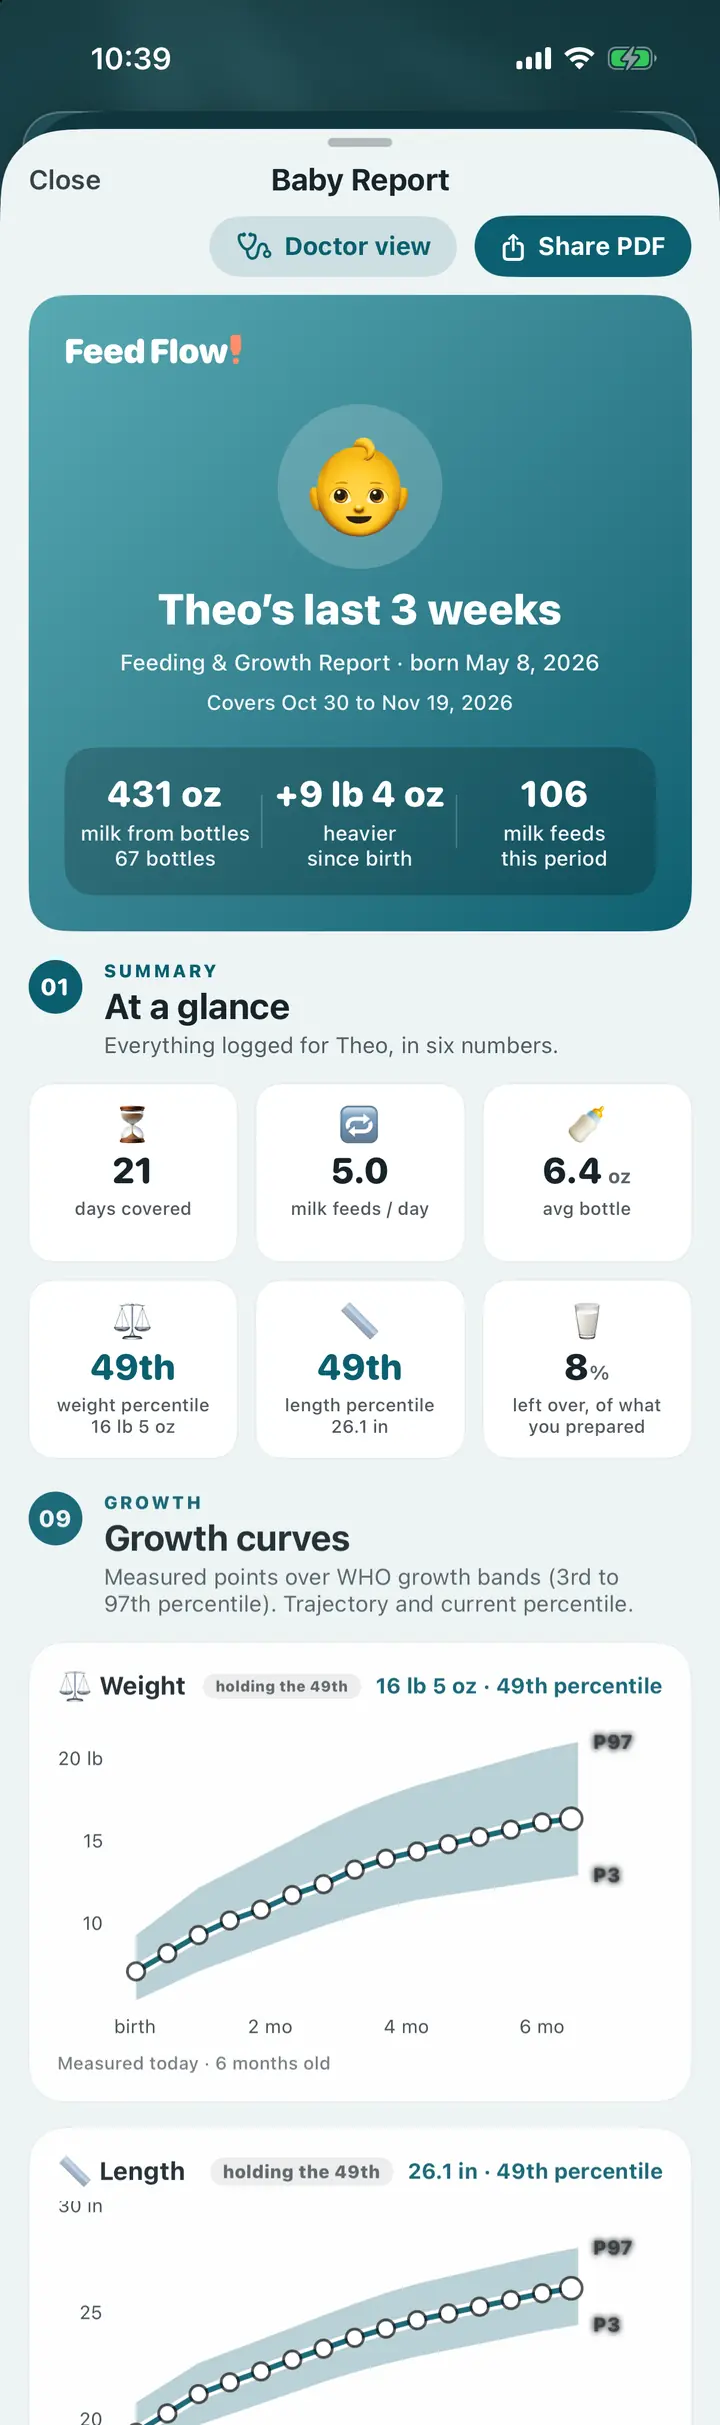 10:39
Close
Baby Report
Doctor view
Share PDF
Feed Flow!
Theo's last 3 weeks
Feeding & Growth Report · born May 8, 2026
Covers Oct 30 to Nov 19, 2026
431 oz
milk from bottles
67 bottles
+9 lb 4 oz
heavier
since birth
106
milk feeds
this period
01
SUMMARY
At a glance
Everything logged for Theo, in six numbers.
21
days covered
5.0
milk feeds / day
6.4 oz
avg bottle
49th
weight percentile
16 lb 5 oz
49th
length percentile
26.1 in
8%
left over, of what
you prepared
09
GROWTH
Growth curves
Measured points over WHO growth bands (3rd to
97th percentile). Trajectory and current percentile.
Weight
holding the 49th
16 lb 5 oz · 49th percentile
P97
20 lb
15
P3
10
birth
2 mo
4 mo
6 mo
Measured today · 6 months old
Length
holding the 49th
26.1 in · 49th percentile
30 in
P97
25
P3
20